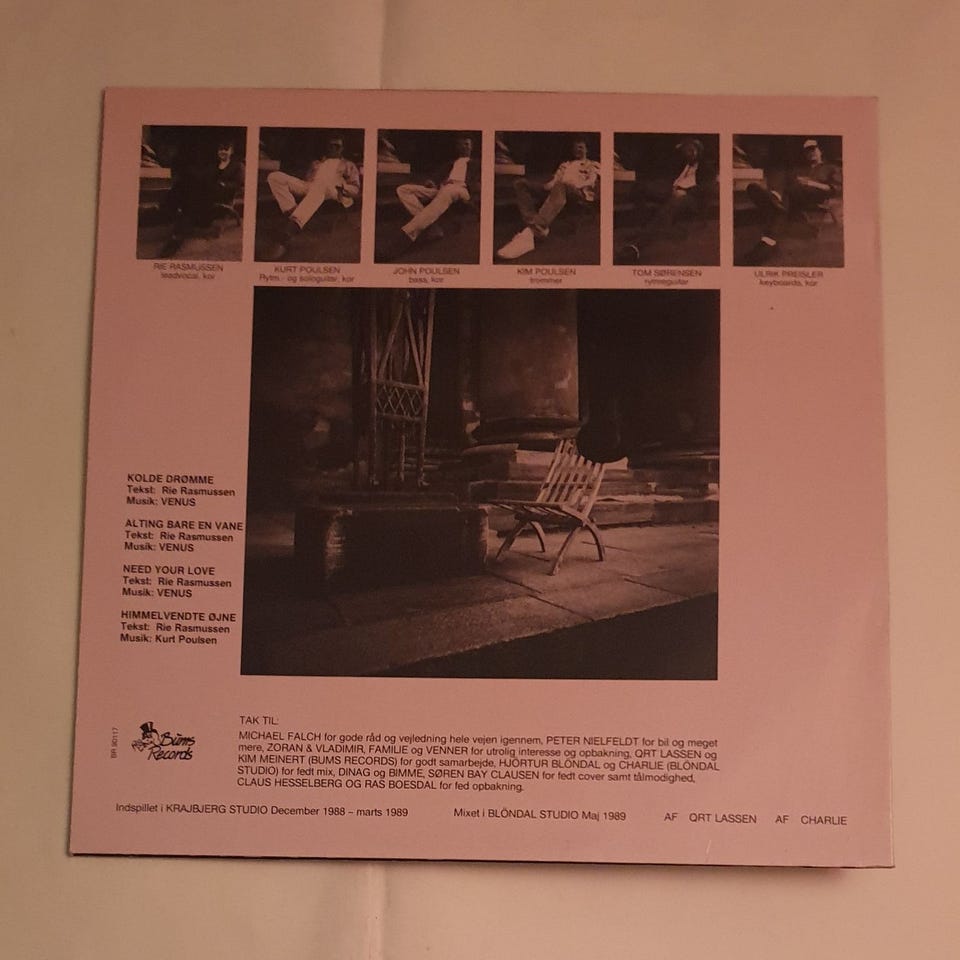 RIE RASMUSSEN
leadvocal, kor
KURT POULSEN
Rytm.- og sologuitar, kor
JOHN POULSEN
bass, kor
KIM POULSEN
trommer
TOM SØRENSEN
rytmeguitar
ULRIK PREISLER
keyboards, kor
KOLDE DRØMME
Tekst: Rie Rasmussen
Musik: VENUS
ALTING BARE EN VANE
Tekst: Rie Rasmussen
Musik: VENUS
NEED YOUR LOVE
Tekst: Rie Rasmussen
Musik: VENUS
HIMMELVENDTE ØJNE
Tekst: Rie Rasmussen
Musik: Kurt Poulsen
BR 90117
Bums
Records
TAK TIL:
MICHAEL FALCH for gode råd og vejledning hele vejen igennem, PETER NIELFELDT for bil og meget
mere, ZORAN & VLADIMIR, FAMILIE og VENNER for utrolig interesse og opbakning, QRT LASSEN og
KIM MEINERT (BUMS RECORDS) for godt samarbejde, HJÖRTUR BLÖNDAL og CHARLIE (BLÖNDAL
STUDIO) for fedt mix, DINAG og BIMME, SØREN BAY CLAUSEN for fedt cover samt tålmodighed,
CLAUS HESSELBERG OG RAS BOESDAL for fed opbakning.
Indspillet i KRAJBJERG STUDIO December 1988 – marts 1989
Mixet i BLÖNDAL STUDIO Maj 1989
AF QRT LASSEN AF CHARLIE